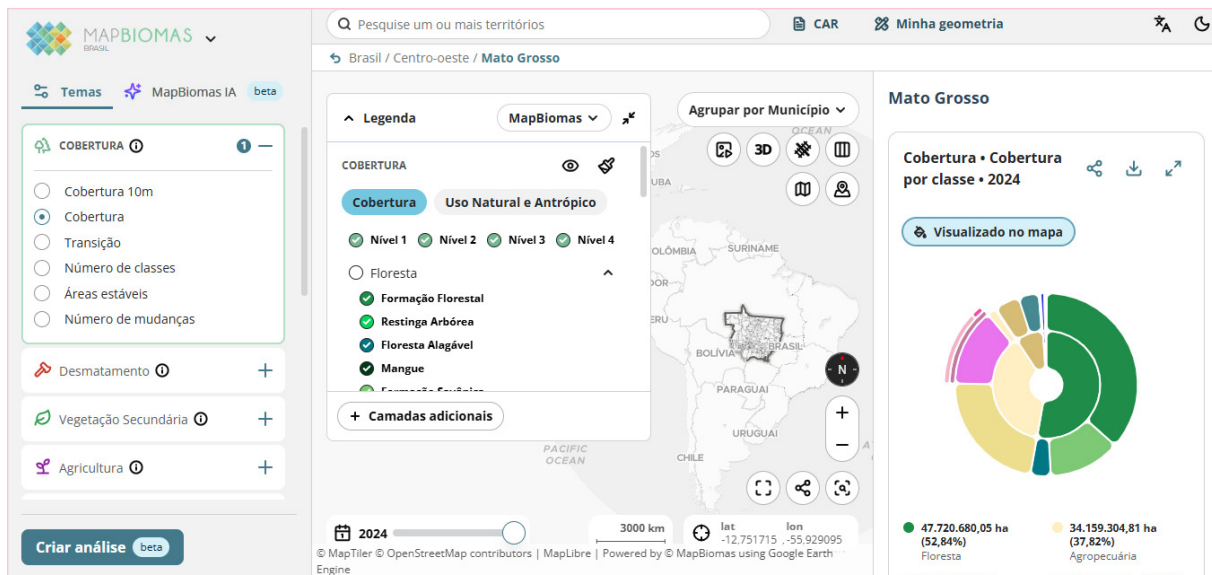 MAPBIOMAS
BRASIL
Temas
MapBiomas IA
beta
COBERTURA
1
Cobertura 10m
Cobertura
Transição
Número de classes
Áreas estáveis
Número de mudanças
Desmatamento
Vegetação Secundária
Agricultura
Criar análise beta
Pesquise um ou mais territórios
CAR
Minha geometria
Brasil / Centro-oeste / Mato Grosso
Legenda
MapBiomas
COBERTURA
Cobertura
Uso Natural e Antrópico
Nível 1 Nível 2 Nível 3 Nível 4
Floresta
Formação Florestal
Restinga Arbórea
Floresta Alagável
Mangue
Formação Savânica
+ Camadas adicionais
Agrupar por Município
OCEAN
3D
UBA
OLÔMBIA
SURINAME
DOR
ERU
BRASIL
BOLÍVIA
PARAGUAI
URUGUAI
CHILE
PACIFIC
OCEAN
N
2024
3000 km
lat lon
-12,751715 , -55,929095
© MapTiler © OpenStreetMap contributors | MapLibre | Powered by © MapBiomas using Google Earth
Engine
Mato Grosso
Cobertura • Cobertura
por classe • 2024
Visualizado no mapa
47.720.680,05 ha
(52,84%)
Floresta
34.159.304,81 ha
(37,82%)
Agropecuária